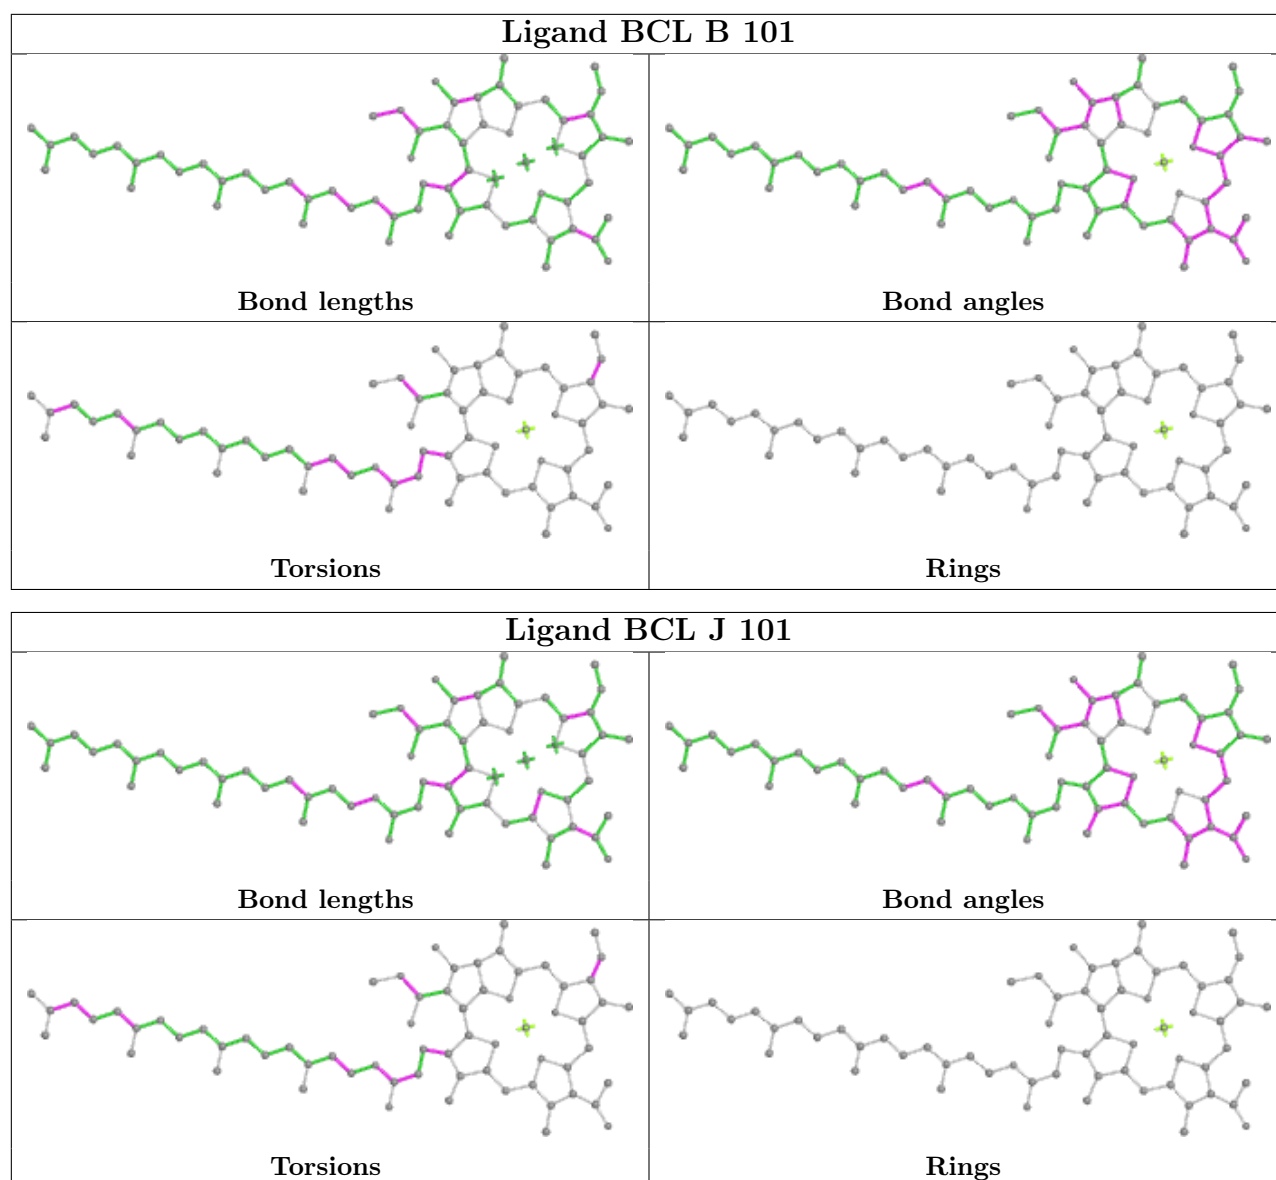 Ligand BCL B 101
Bond lengths
Bond angles
Torsions
Rings
Ligand BCL J 101
Bond lengths
Bond angles
Torsions
Rings